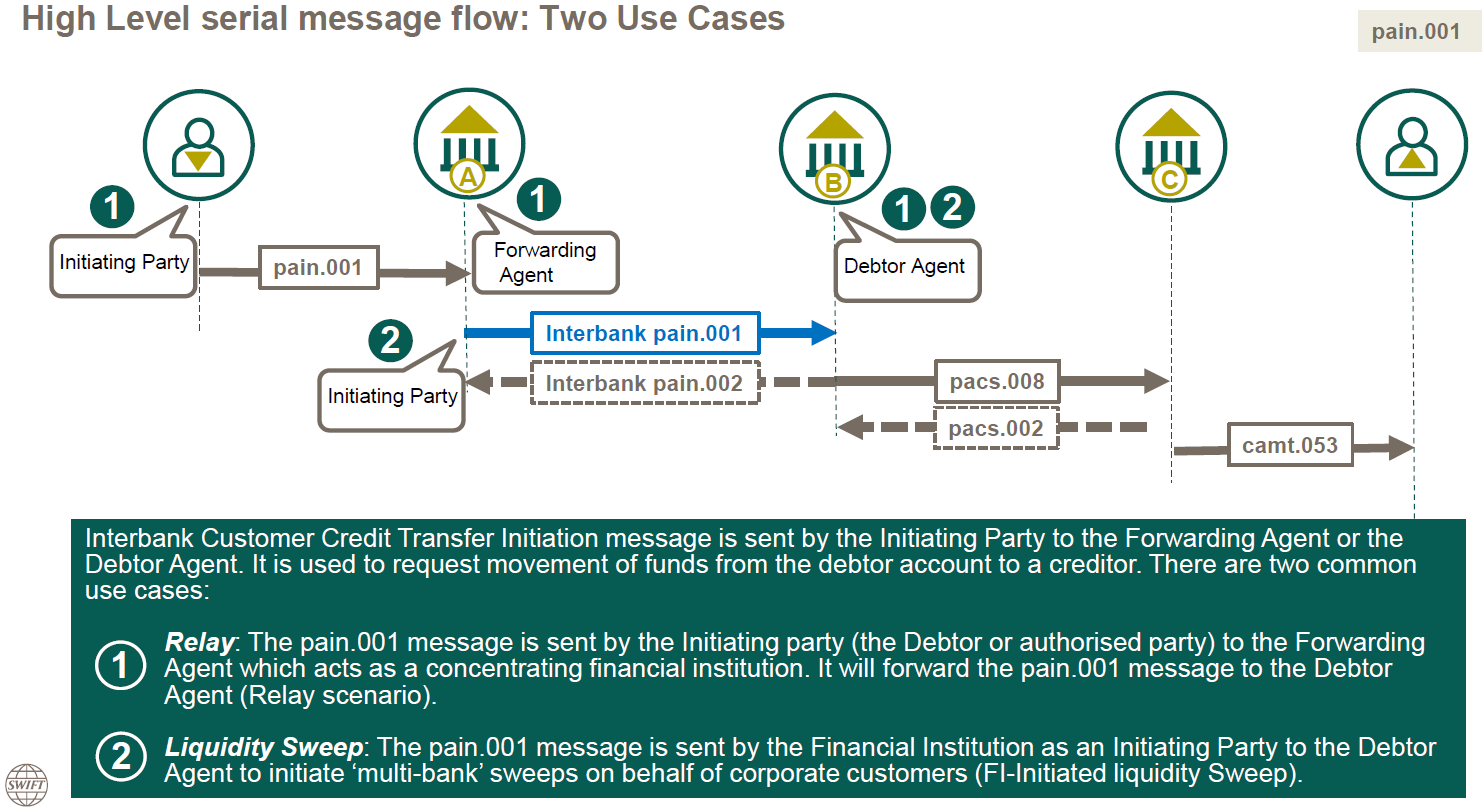 High Level serial message flow: Two Use Cases
pain.001
A
B
C
1
1
1 2
Initiating Party
pain.001
Forwarding
Agent
Debtor Agent
2
Interbank pain.001
Initiating Party
Interbank pain.002
pacs.008
pacs.002
camt.053
Interbank Customer Credit Transfer Initiation message is sent by the Initiating Party to the Forwarding Agent or the
Debtor Agent. It is used to request movement of funds from the debtor account to a creditor. There are two common
use cases:
1
Relay: The pain.001 message is sent by the Initiating party (the Debtor or authorised party) to the Forwarding
Agent which acts as a concentrating financial institution. It will forward the pain.001 message to the Debtor
Agent (Relay scenario).
2
Liquidity Sweep: The pain.001 message is sent by the Financial Institution as an Initiating Party to the Debtor
Agent to initiate ‘multi-bank’ sweeps on behalf of corporate customers (FI-Initiated liquidity Sweep).
SWIFT